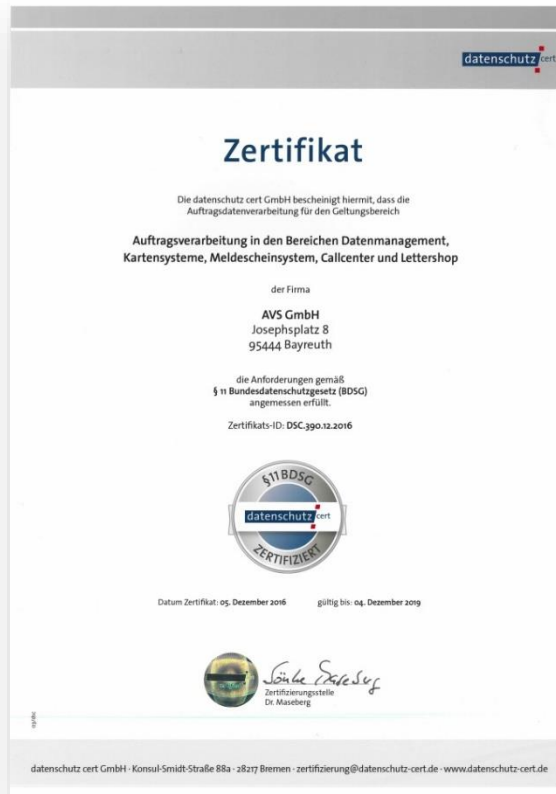 datenschutz cert
Zertifikat
Die datenschutz cert GmbH bescheinigt hiermit, dass die
Auftragsdatenverarbeitung für den Geltungsbereich
Auftragsverarbeitung in den Bereichen Datenmanagement,
Kartensysteme, Meldescheinsystem, Callcenter und Lettershop
der Firma
AVS GmbH
Josephsplatz 8
95444 Bayreuth
die Anforderungen gemäß
§ 11 Bundesdatenschutzgesetz (BDSG)
angemessen erfüllt.
Zertifikats-ID: DSC.390.12.2016
§11 BDSG
datenschutz cert
ZERTIFIZIERT
Datum Zertifikat: 05. Dezember 2016 gültig bis: 04. Dezember 2019
Zertifizierungsstelle
Dr. Maseberg
datenschutz cert GmbH · Konsul-Smidt-Straße 88a · 28217 Bremen · zertifizierung@datenschutz-cert.de · www.datenschutz-cert.de